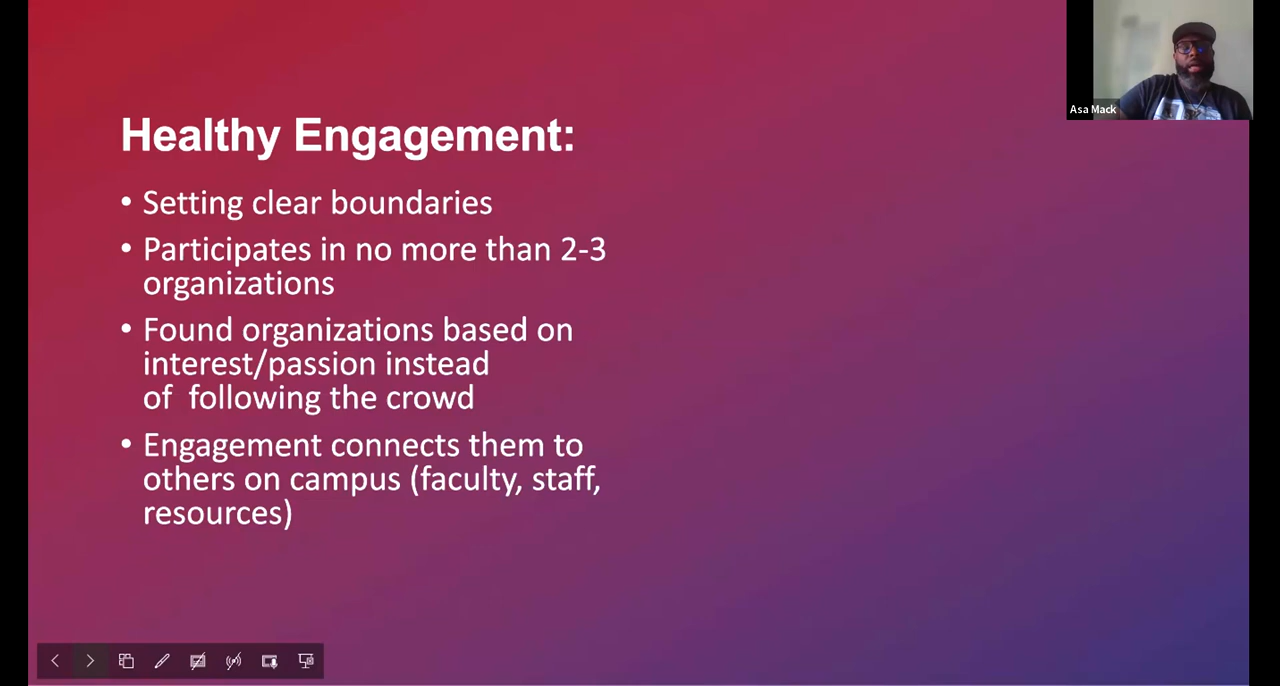 Healthy Engagement:
• Setting clear boundaries
• Participates in no more than 2-3
organizations
• Found organizations based on
interest/passion instead
of  following the crowd
• Engagement connects them to
others on campus (faculty, staff,
resources)
Asa Mack